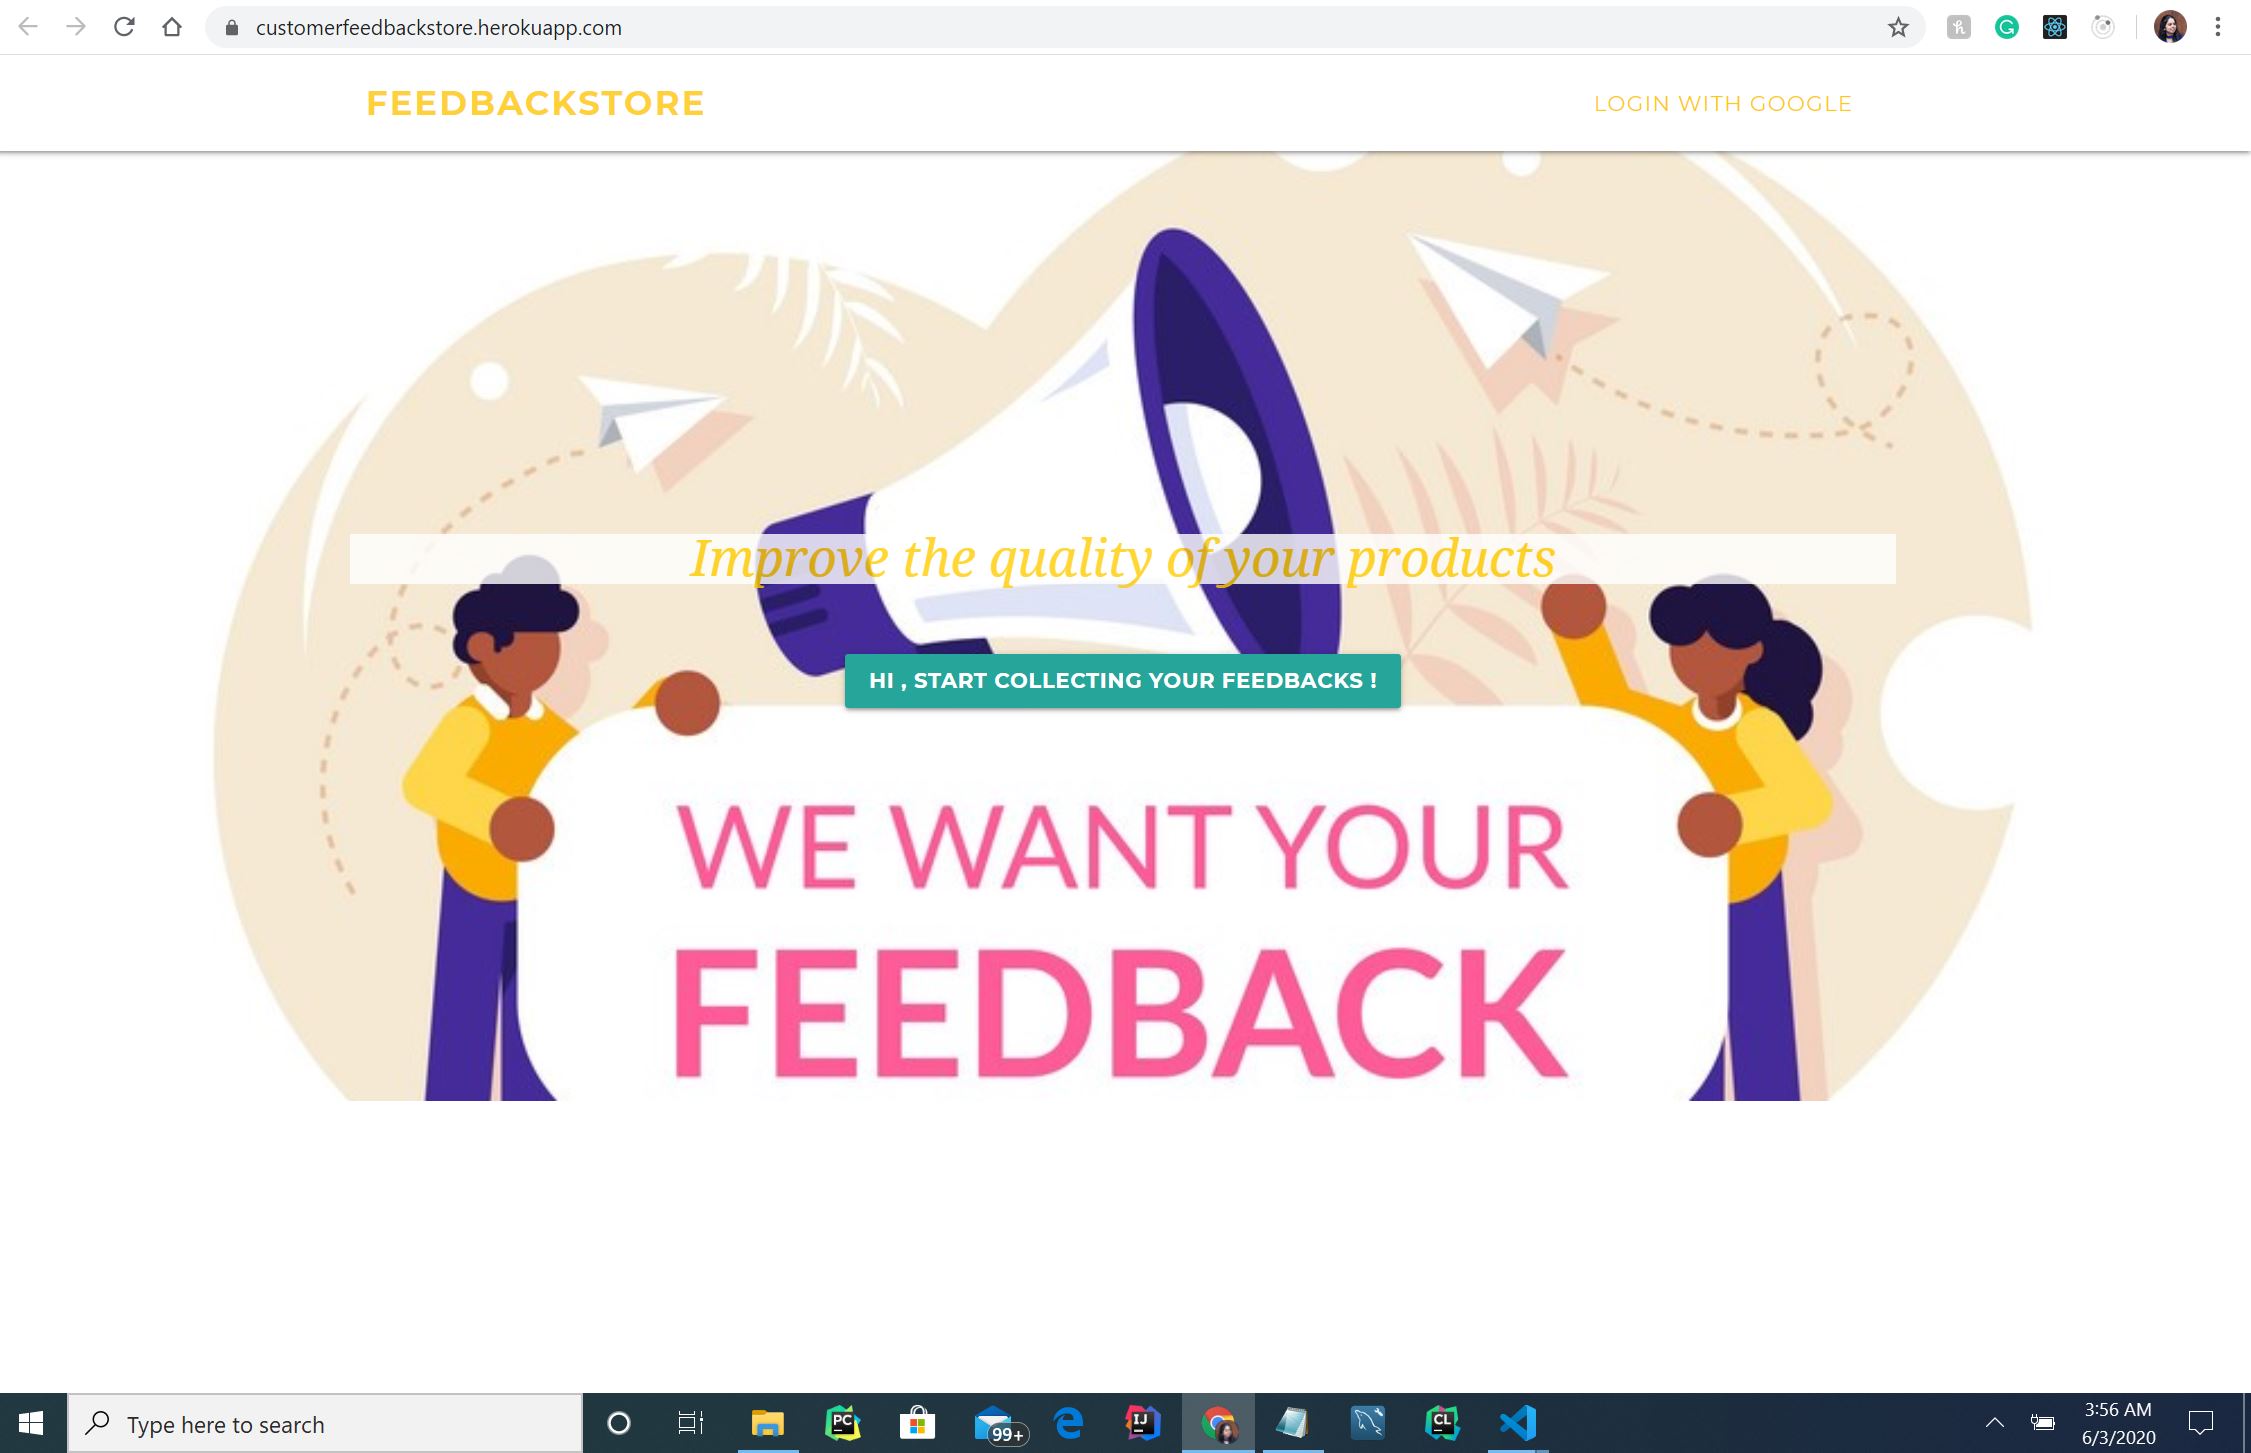 customerfeedbackstore.herokuapp.com
FEEDBACKSTORE
LOGIN WITH GOOGLE
Improve the quality of your products
HI , START COLLECTING YOUR FEEDBACKS !
WE WANT YOUR
FEEDBACK
Type here to search
PC
99+
IJ
CL
3:56 AM
6/3/2020